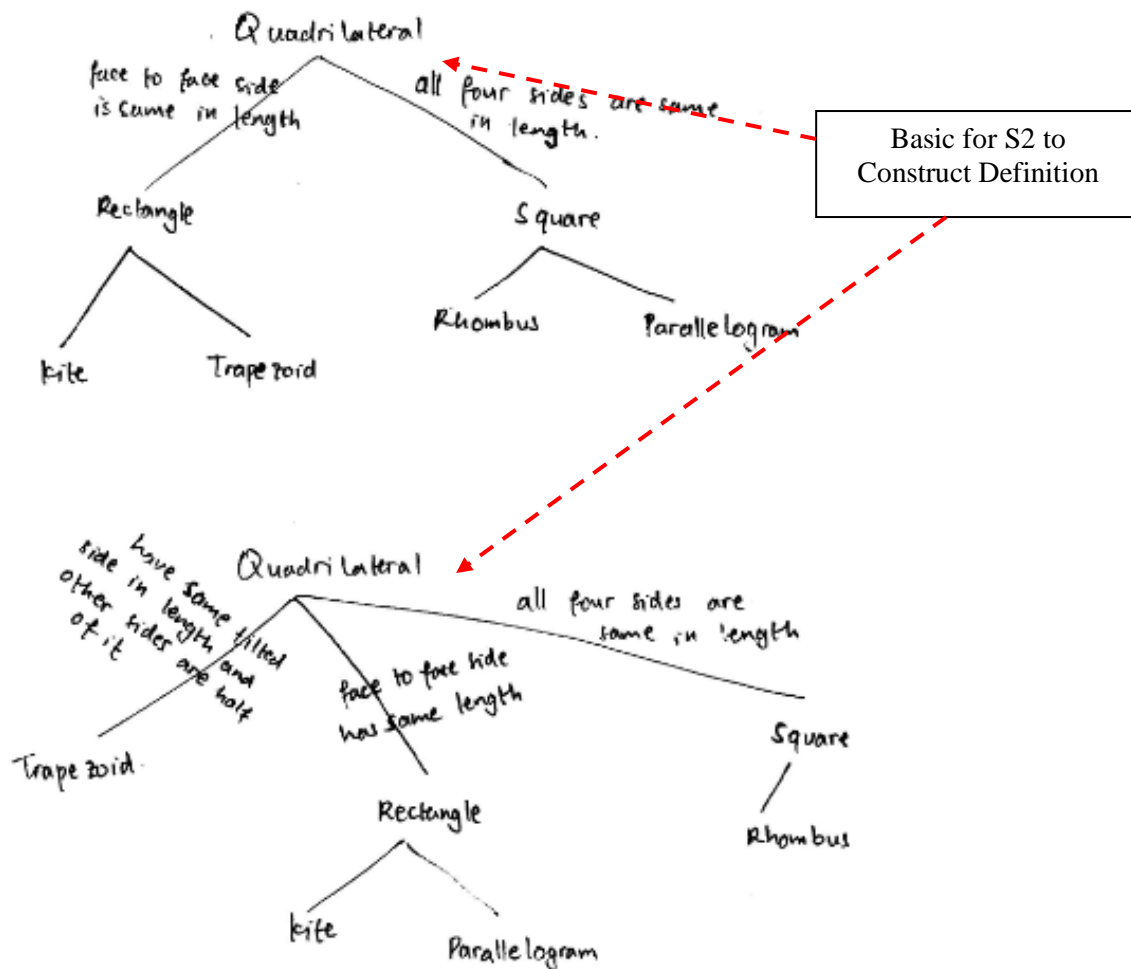 Quadrilateral
face to face side
is same in length
all four sides are same
in length.
Basic for S2 to
Construct Definition
Rectangle
Square
Kite
Trapezoid
Rhombus
Parallelogram
Quadrilateral
have same tilted
side in length and
other sides are half
of it
face to face side
has same length
all four sides are
same in length
Trapezoid.
Rectangle
Square
Kite
Parallelogram
Rhombus